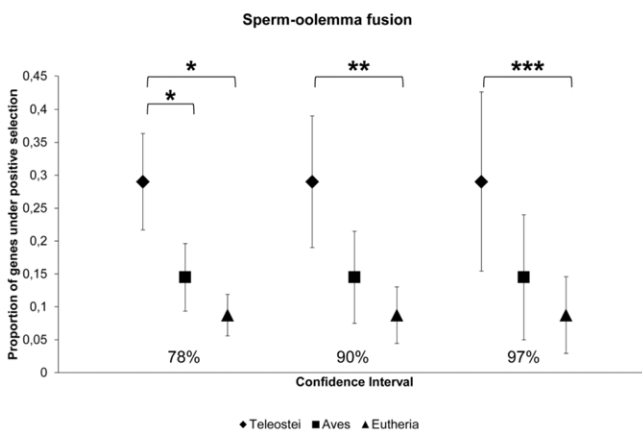 Sperm-oolemma fusion
Proportion of genes under positive selection
0,45
0,4
0,35
0,3
0,25
0,2
0,15
0,1
0,05
0
* ** ***
*
78% 90% 97%
Confidence Interval
◆ Teleostei ■ Aves ▲ Eutheria